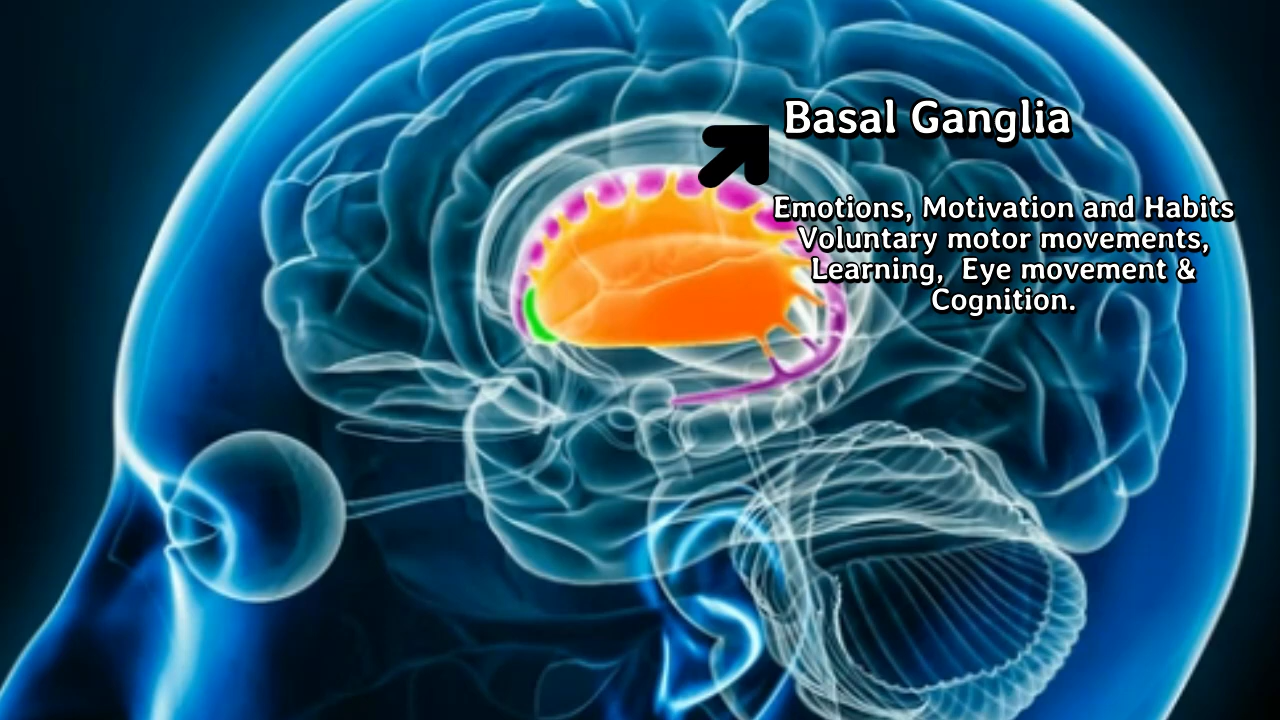 Basal Ganglia
Emotions, Motivation and Habits
Voluntary motor movements,
Learning,  Eye movement &
Cognition.